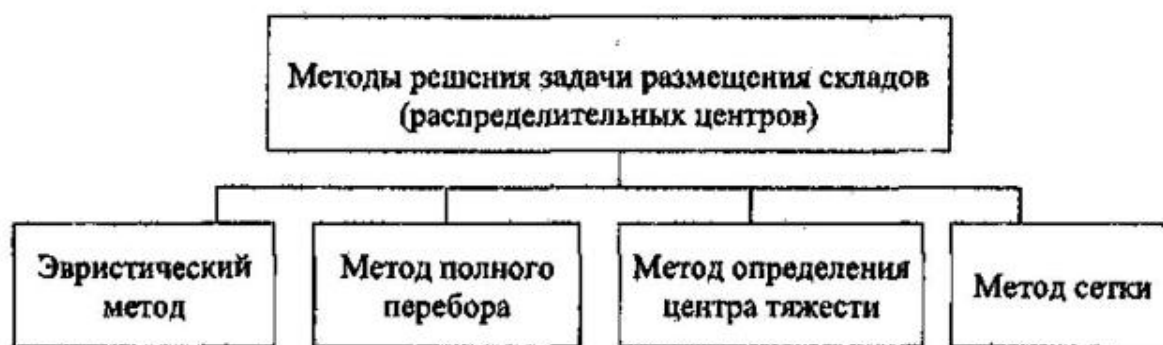 Методы решения задачи размещения складов
(распределительных центров)
Эвристический
метод
Метод полного
перебора
Метод определения
центра тяжести
Метод сетки